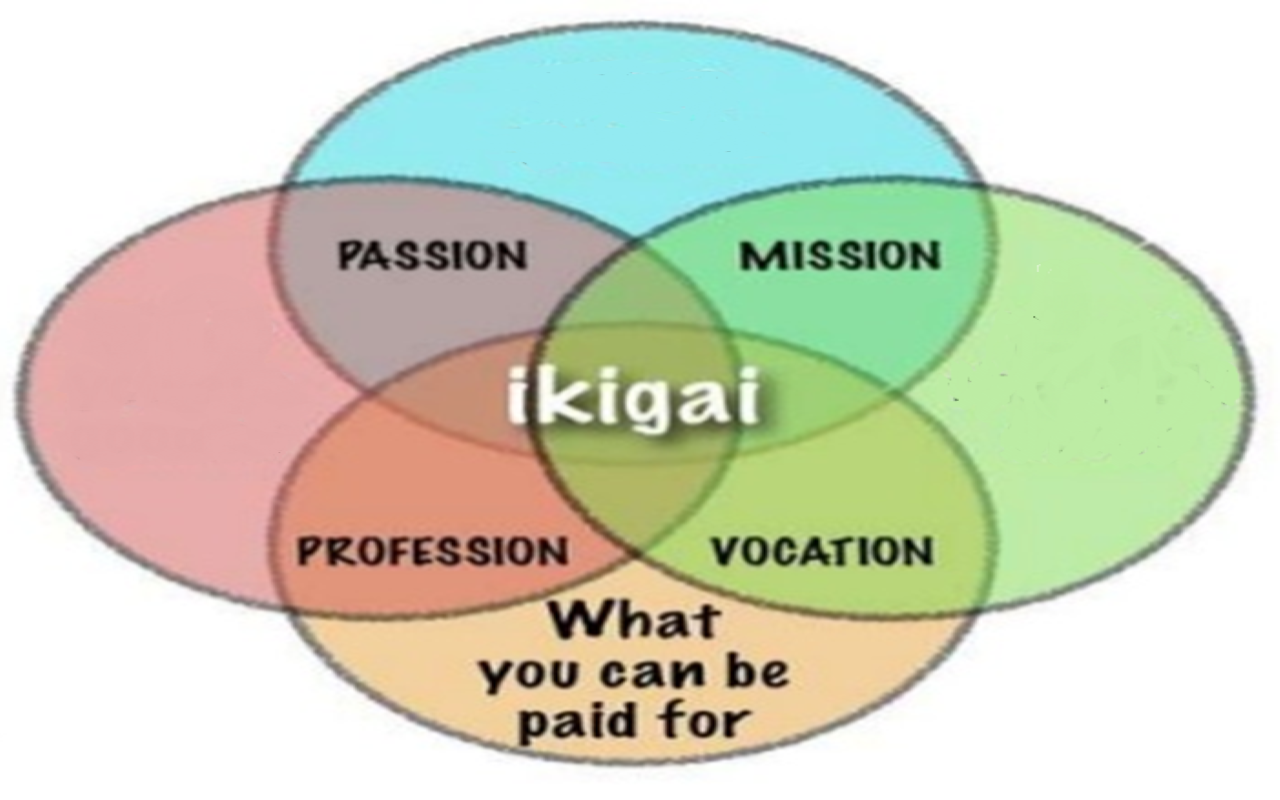 PASSION MISSION
ikigai
PROFESSION VOCATION
What
you can be
paid for